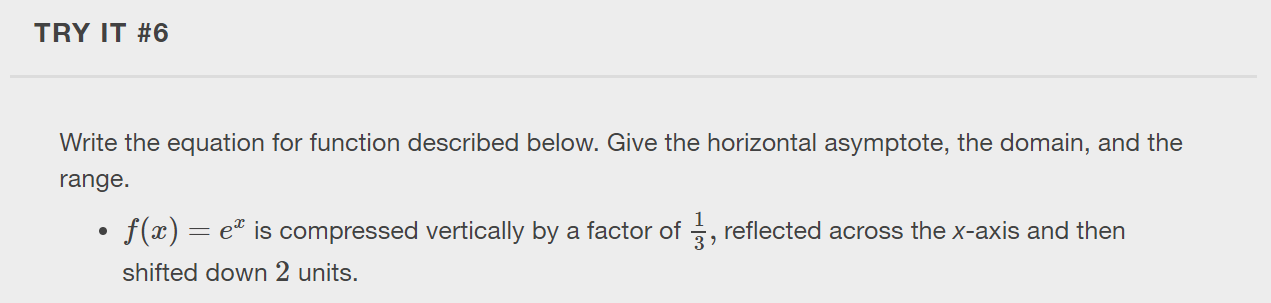 TRY IT #6
Write the equation for function described below. Give the horizontal asymptote, the domain, and the
range.
• f(x) = eˣ is compressed vertically by a factor of 1/3, reflected across the x-axis and then
shifted down 2 units.